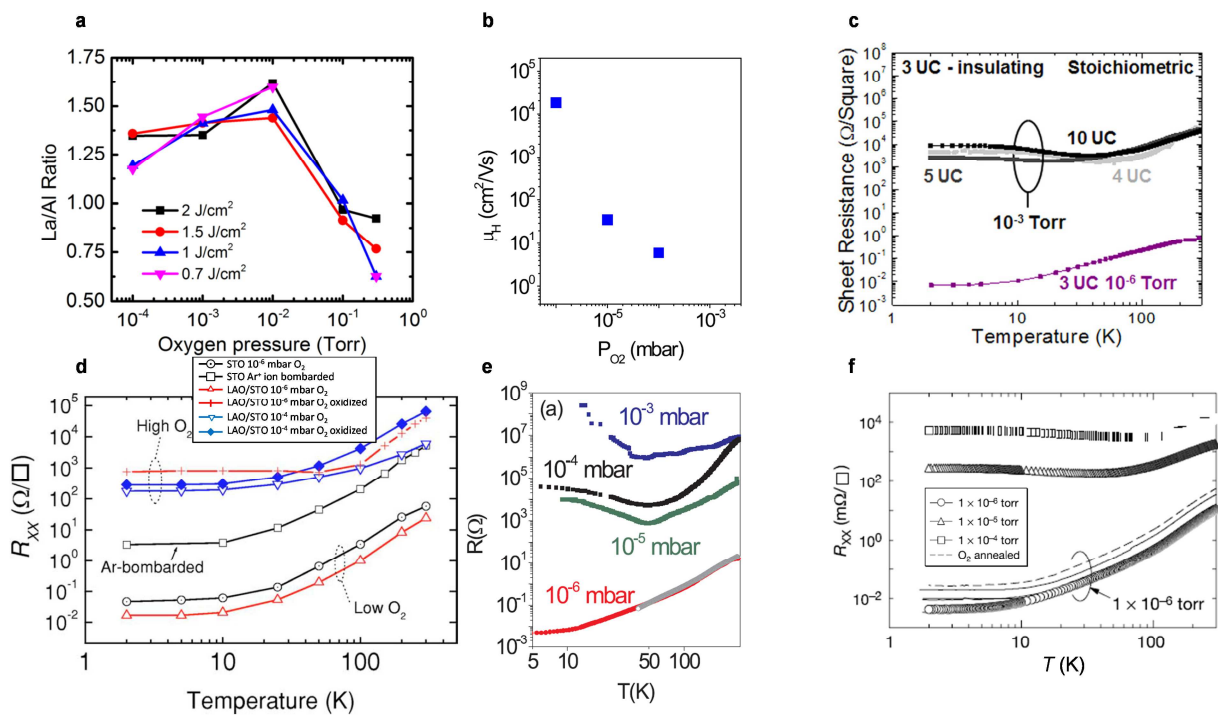 a
1.75
1.50
1.25
1.00
0.75
0.50
La/Al Ratio
2 J/cm²
1.5 J/cm²
1 J/cm²
0.7 J/cm²
10⁻⁴ 10⁻³ 10⁻² 10⁻¹ 10⁰
Oxygen pressure (Torr)
b
10⁵
10⁴
10³
10²
10¹
10⁰
μ_H (cm²/Vs)
10⁻⁵ 10⁻³
P_O2 (mbar)
c
10⁸
10⁷
10⁶
10⁵
10⁴
10³
10²
10¹
10⁰
10⁻¹
10⁻²
10⁻³
Sheet Resistance (Ω/Square)
3 UC - insulating Stoichiometric
10 UC
5 UC 4 UC
10⁻³ Torr
3 UC 10⁻⁶ Torr
1 10 100
Temperature (K)
d
STO 10⁻⁶ mbar O₂
STO Ar⁺ ion bombarded
LAO/STO 10⁻⁶ mbar O₂
LAO/STO 10⁻⁶ mbar O₂ oxidized
LAO/STO 10⁻⁴ mbar O₂
LAO/STO 10⁻⁴ mbar O₂ oxidized
10⁵
10⁴
10³
10²
10¹
10⁰
10⁻¹
10⁻²
R_XX (Ω/□)
High O₂
Ar-bombarded
Low O₂
1 10 100
Temperature (K)
e
(a)
10⁹
10⁷
10⁵
10³
10¹
10⁻¹
10⁻³
R(Ω)
10⁻³ mbar
10⁻⁴ mbar
10⁻⁵ mbar
10⁻⁶ mbar
5 10 50 100
T(K)
f
10⁴
10²
10⁰
10⁻²
R_XX (mΩ/□)
1 × 10⁻⁶ torr
1 × 10⁻⁵ torr
1 × 10⁻⁴ torr
O₂ annealed
1 × 10⁻⁶ torr
1 10 100
T (K)